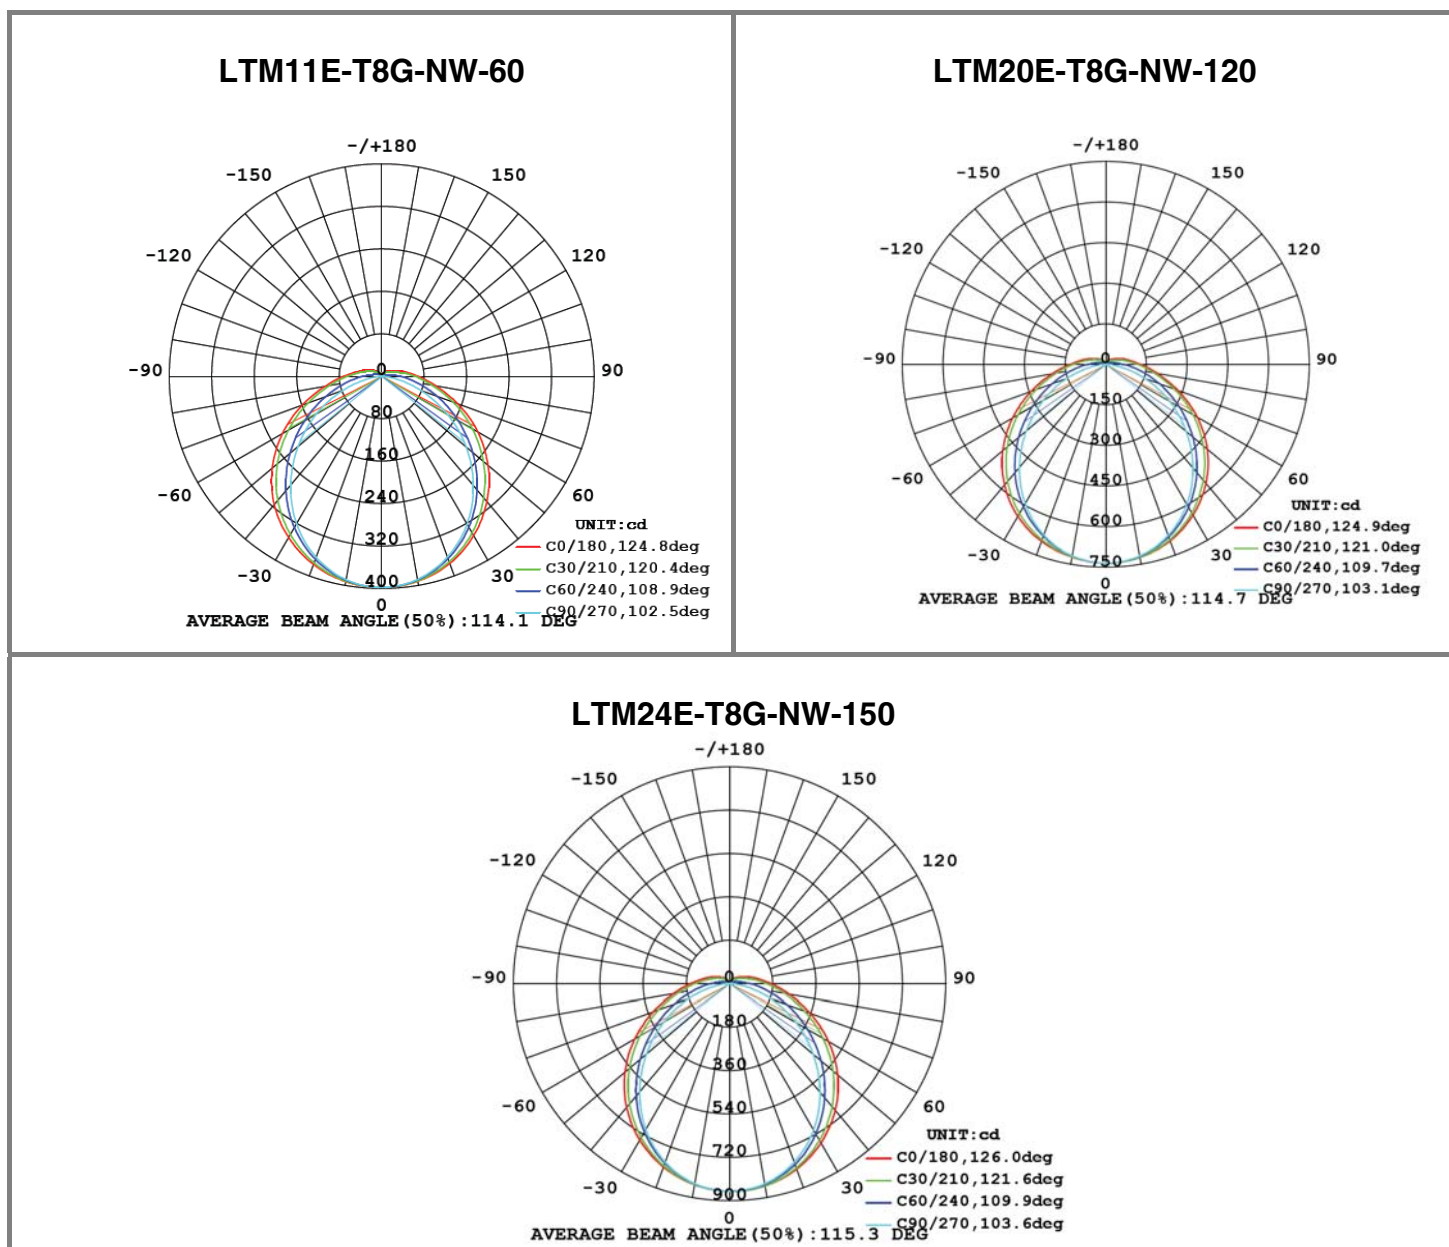 LTM11E-T8G-NW-60
-/+180
-150
150
-120
120
-90
0
90
80
160
-60
240
60
UNIT:cd
320
C0/180,124.8deg
-30
400
30
C30/210,120.4deg
C60/240,108.9deg
0
C90/270,102.5deg
AVERAGE BEAM ANGLE(50%):114.1 DEG
LTM20E-T8G-NW-120
-/+180
-150
150
-120
120
-90
0
90
150
300
-60
450
60
UNIT:cd
600
C0/180,124.9deg
-30
30
C30/210,121.0deg
750
C60/240,109.7deg
0
C90/270,103.1deg
AVERAGE BEAM ANGLE(50%):114.7 DEG
LTM24E-T8G-NW-150
-/+180
-150
150
-120
120
-90
0
90
180
360
-60
540
60
UNIT:cd
720
C0/180,126.0deg
-30
900
30
C30/210,121.6deg
C60/240,109.9deg
0
C90/270,103.6deg
AVERAGE BEAM ANGLE(50%):115.3 DEG